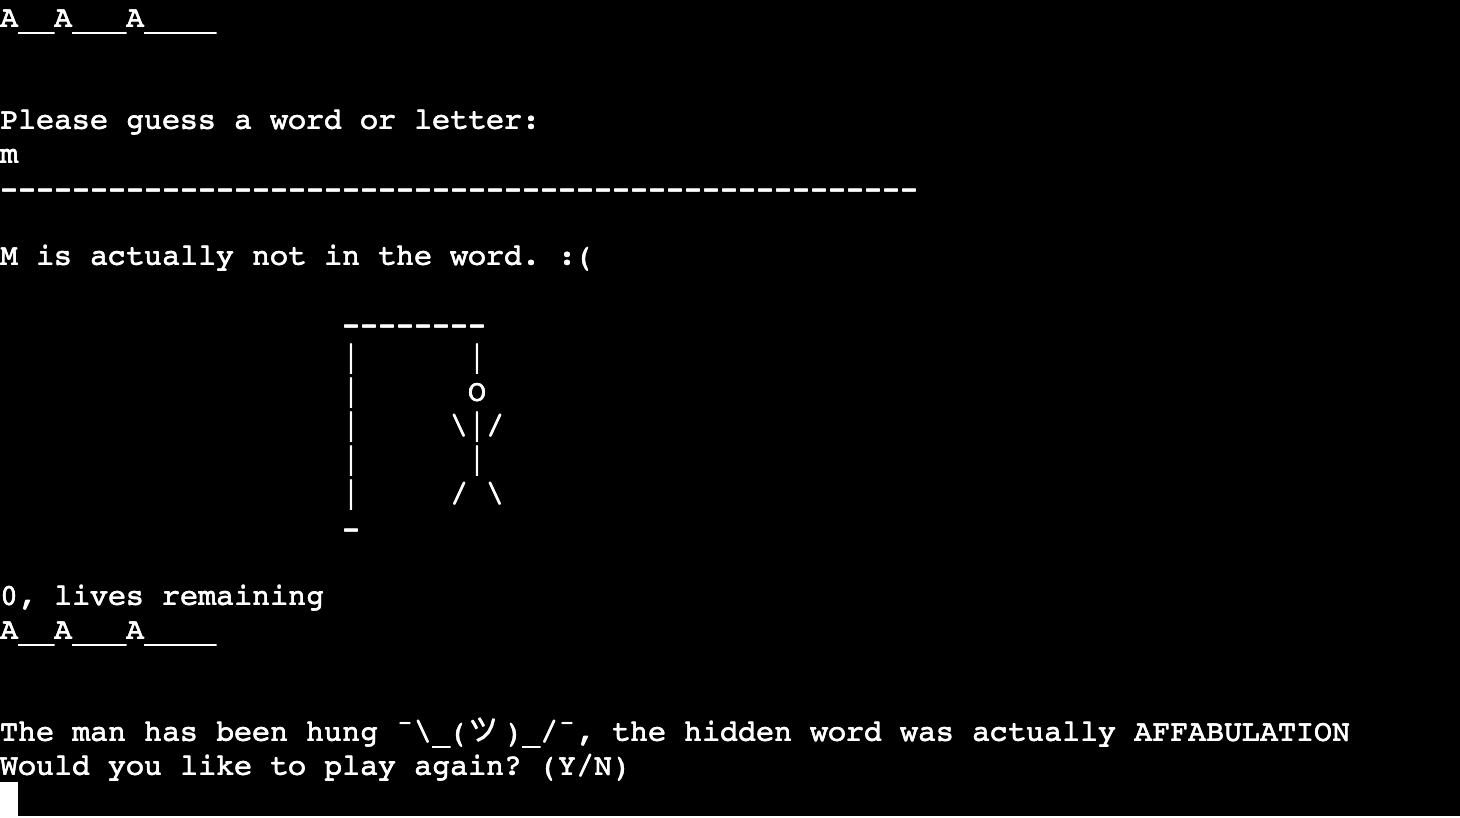 A__A___A____
Please guess a word or letter:
m
---------------------------------------------------
M is actually not in the word. :(
                   --------
                   |      |
                   |      o
                   |     \|/
                   |      |
                   |     / \
                   -
0, lives remaining
A__A___A____
The man has been hung ¯\_(ツ)_/¯, the hidden word was actually AFFABULATION
Would you like to play again? (Y/N)